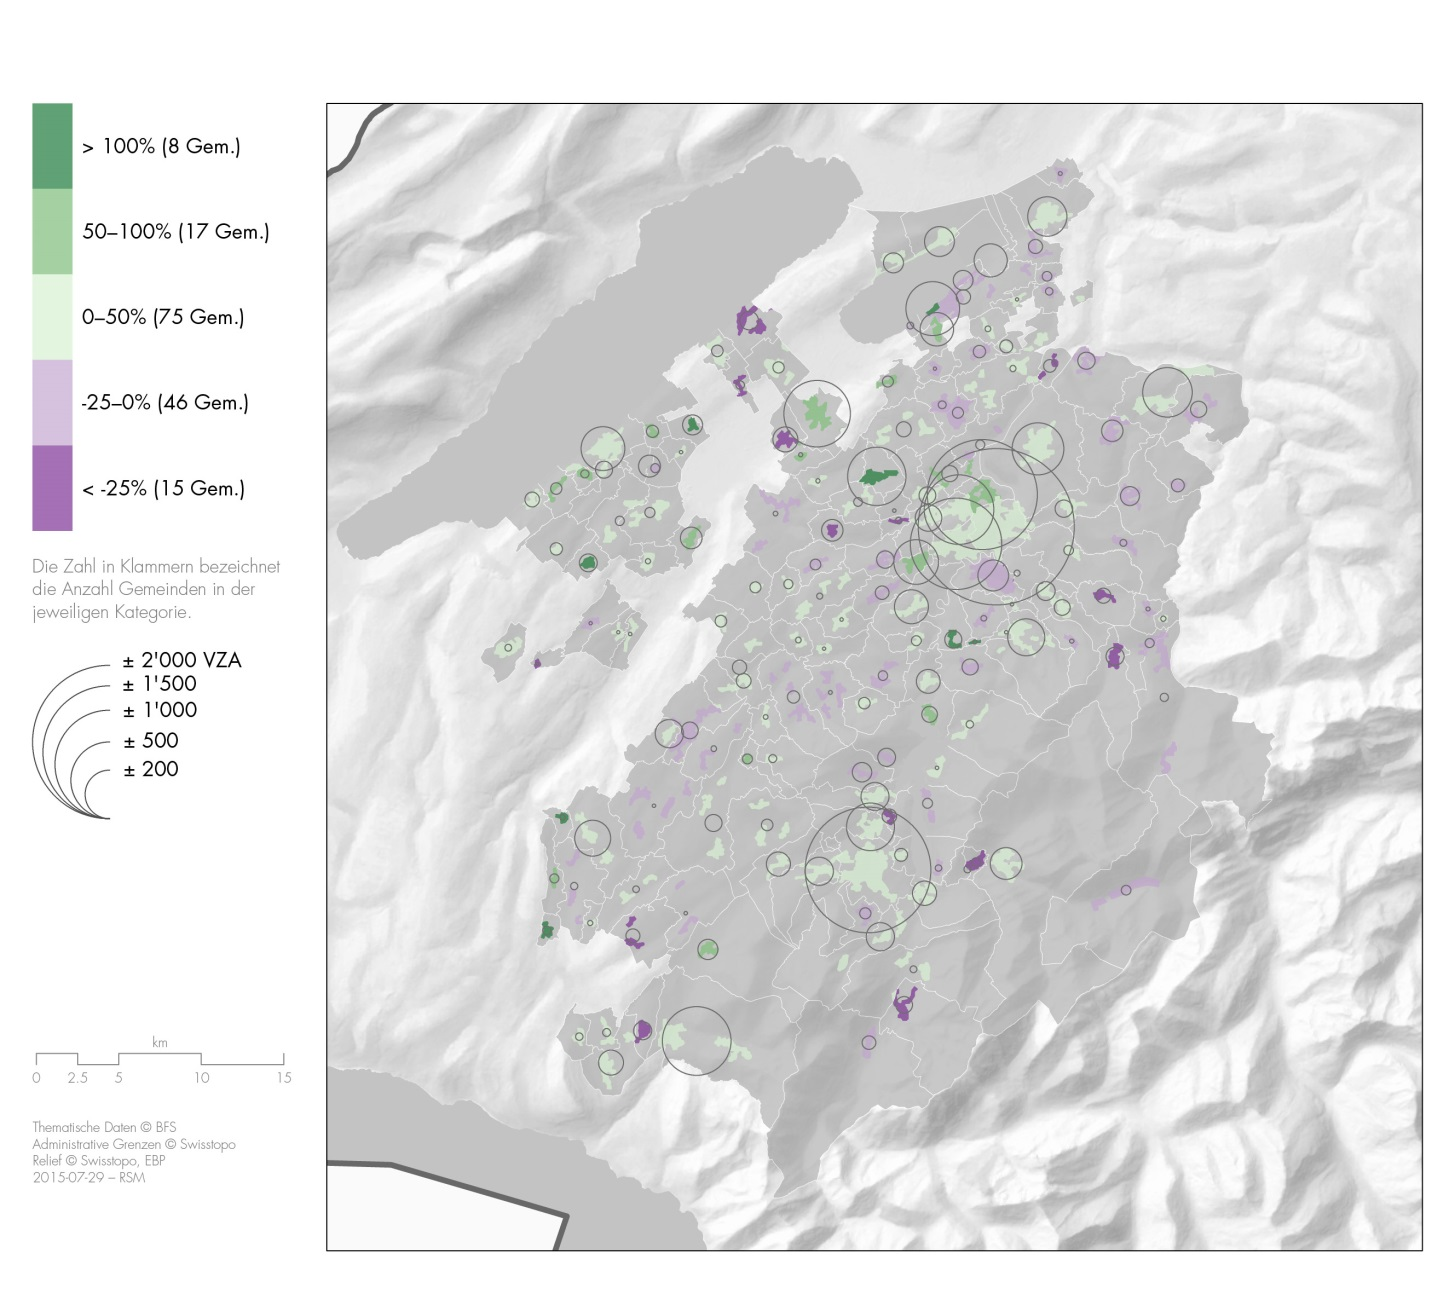 > 100% (8 Gem.)
50–100% (17 Gem.)
0–50% (75 Gem.)
-25–0% (46 Gem.)
< -25% (15 Gem.)
Die Zahl in Klammern bezeichnet
die Anzahl Gemeinden in der
jeweiligen Kategorie.
± 2'000 VZA
± 1'500
± 1'000
± 500
± 200
km
0 2.5 5 10 15
Thematische Daten © BFS
Administrative Grenzen © Swisstopo
Relief © Swisstopo, EBP
2015-07-29 – RSM